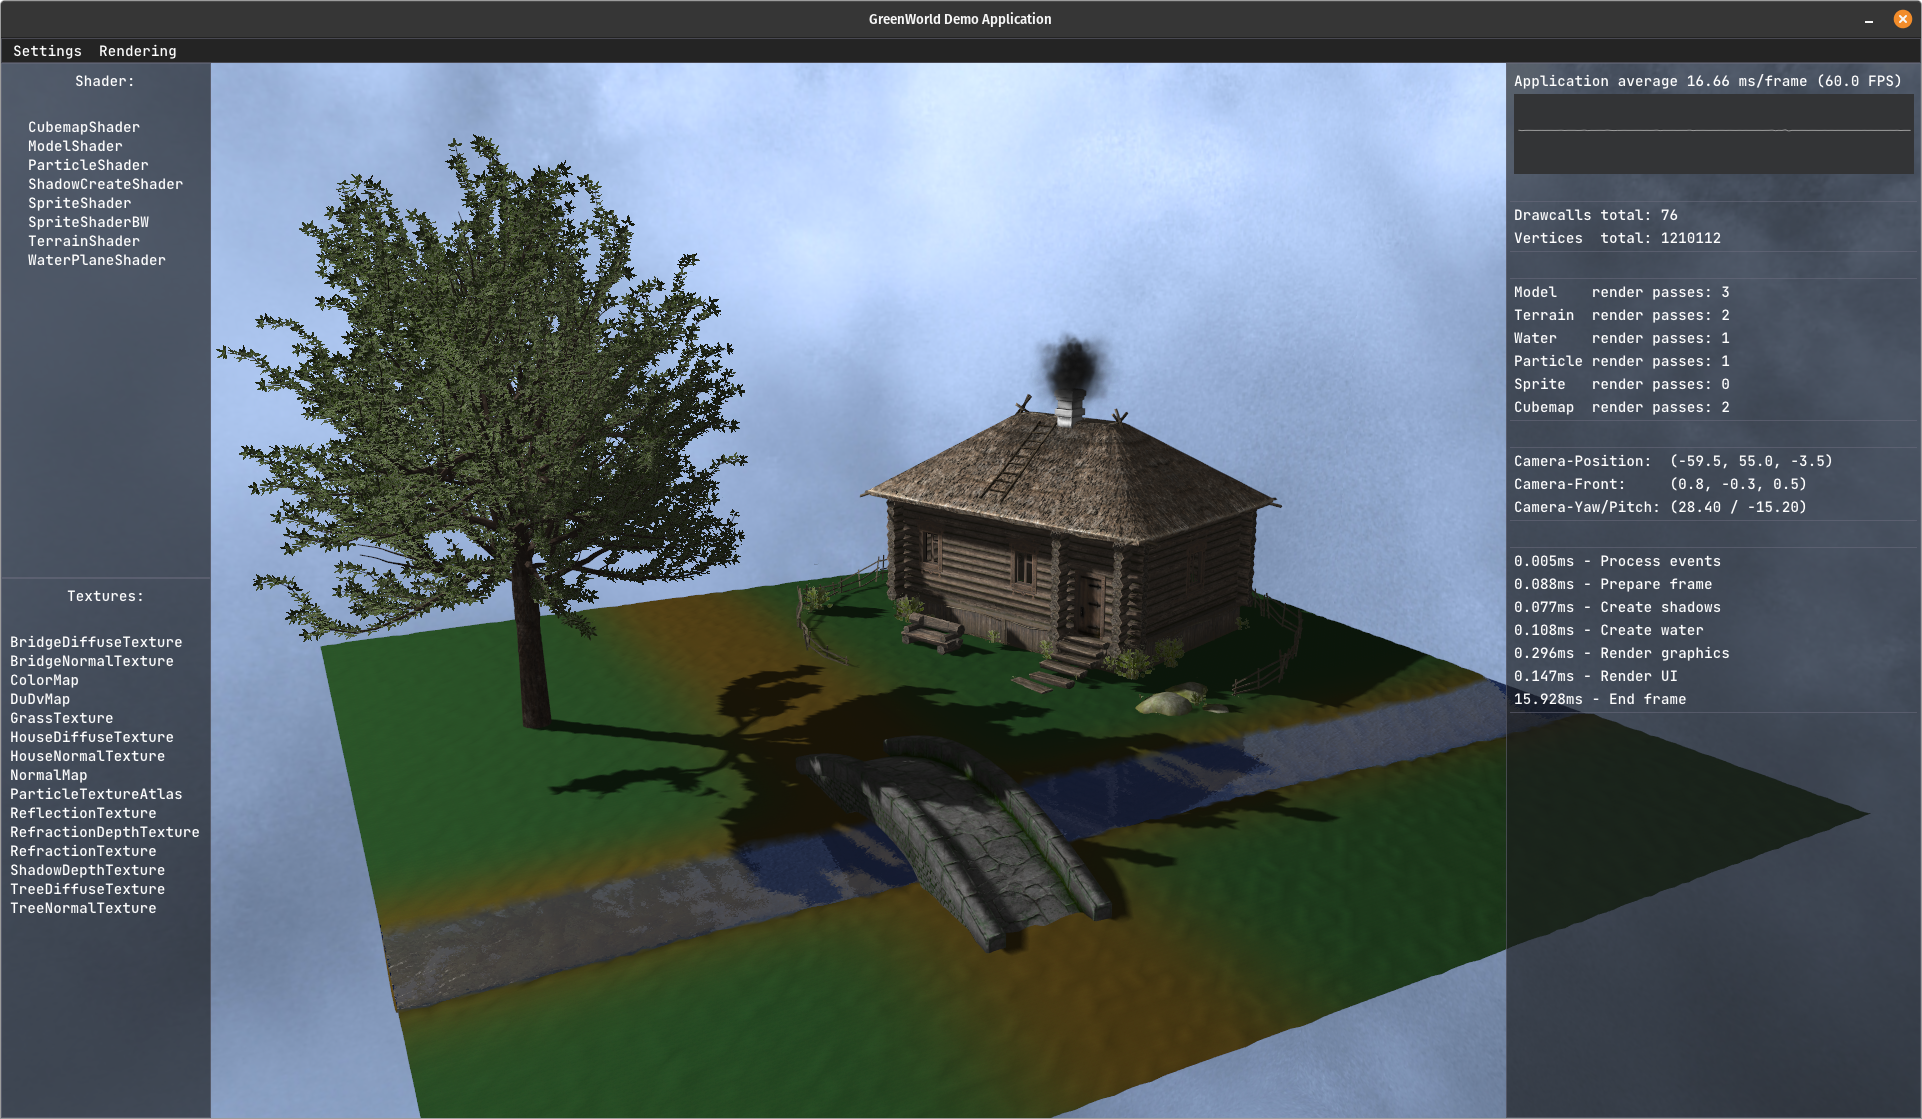 GreenWorld Demo Application
Settings Rendering
Shader:
CubemapShader
ModelShader
ParticleShader
ShadowCreateShader
SpriteShader
SpriteShaderBW
TerrainShader
WaterPlaneShader
Textures:
BridgeDiffuseTexture
BridgeNormalTexture
ColorMap
DuDvMap
GrassTexture
HouseDiffuseTexture
HouseNormalTexture
NormalMap
ParticleTextureAtlas
ReflectionTexture
RefractionDepthTexture
RefractionTexture
ShadowDepthTexture
TreeDiffuseTexture
TreeNormalTexture
Application average 16.66 ms/frame (60.0 FPS)
Drawcalls total: 76
Vertices  total: 1210112
Model    render passes: 3
Terrain  render passes: 2
Water    render passes: 1
Particle render passes: 1
Sprite   render passes: 0
Cubemap  render passes: 2
Camera-Position:  (-59.5, 55.0, -3.5)
Camera-Front:     (0.8, -0.3, 0.5)
Camera-Yaw/Pitch: (28.40 / -15.20)
0.005ms - Process events
0.088ms - Prepare frame
0.077ms - Create shadows
0.108ms - Create water
0.296ms - Render graphics
0.147ms - Render UI
15.928ms - End frame